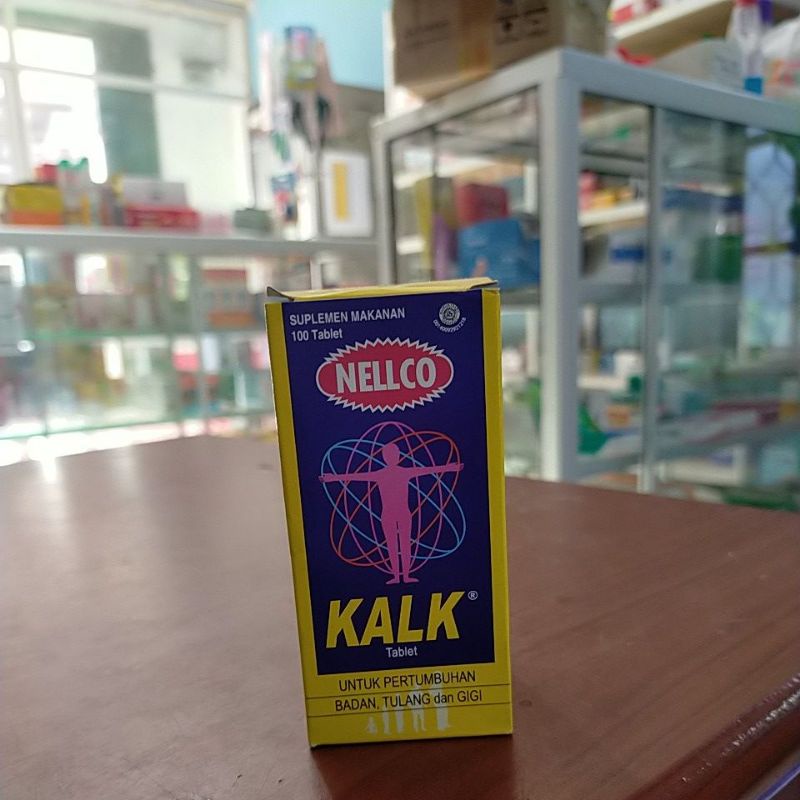 SUPLEMEN MAKANAN
100 Tablet
NELLCO
KALK®
Tablet
UNTUK PERTUMBUHAN
BADAN, TULANG dan GIGI